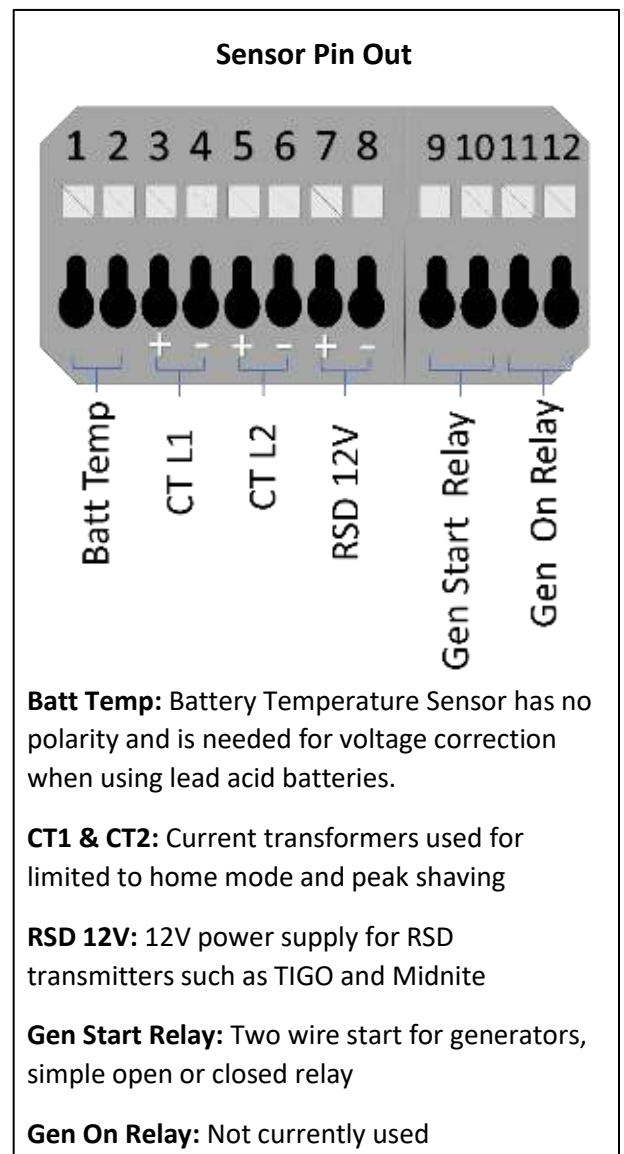 Sensor Pin Out
1 2 3 4 5 6 7 8 9 10 11 12
+ - + - + -
Batt Temp
CT L1
CT L2
RSD 12V
Gen Start Relay
Gen On Relay
Batt Temp: Battery Temperature Sensor has no
polarity and is needed for voltage correction
when using lead acid batteries.
CT1 & CT2: Current transformers used for
limited to home mode and peak shaving
RSD 12V: 12V power supply for RSD
transmitters such as TIGO and Midnite
Gen Start Relay: Two wire start for generators,
simple open or closed relay
Gen On Relay: Not currently used